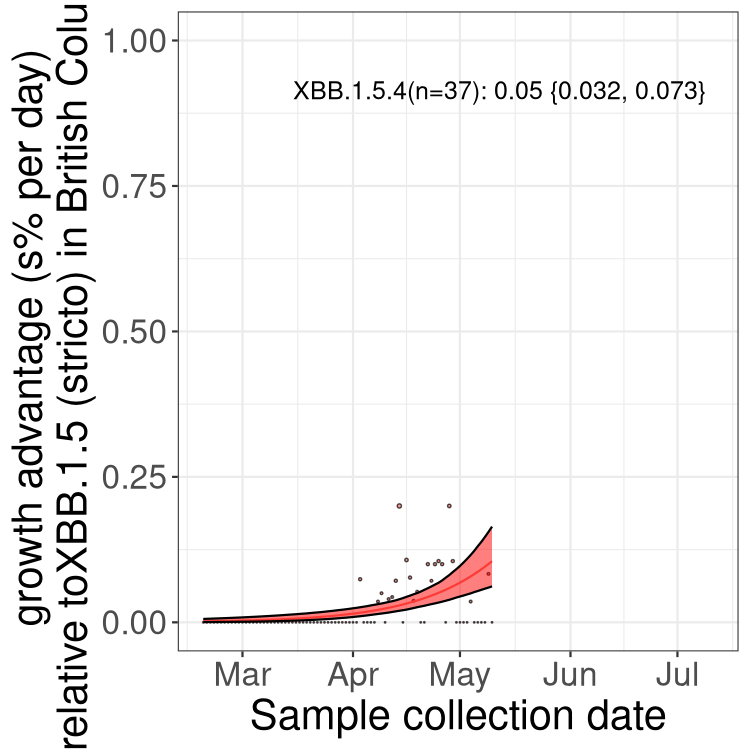 growth advantage (s% per day)
relative toXBB.1.5 (stricto) in British Colu
1.00
0.75
0.50
0.25
0.00
XBB.1.5.4(n=37): 0.05 {0.032, 0.073}
Mar Apr May Jun Jul
Sample collection date